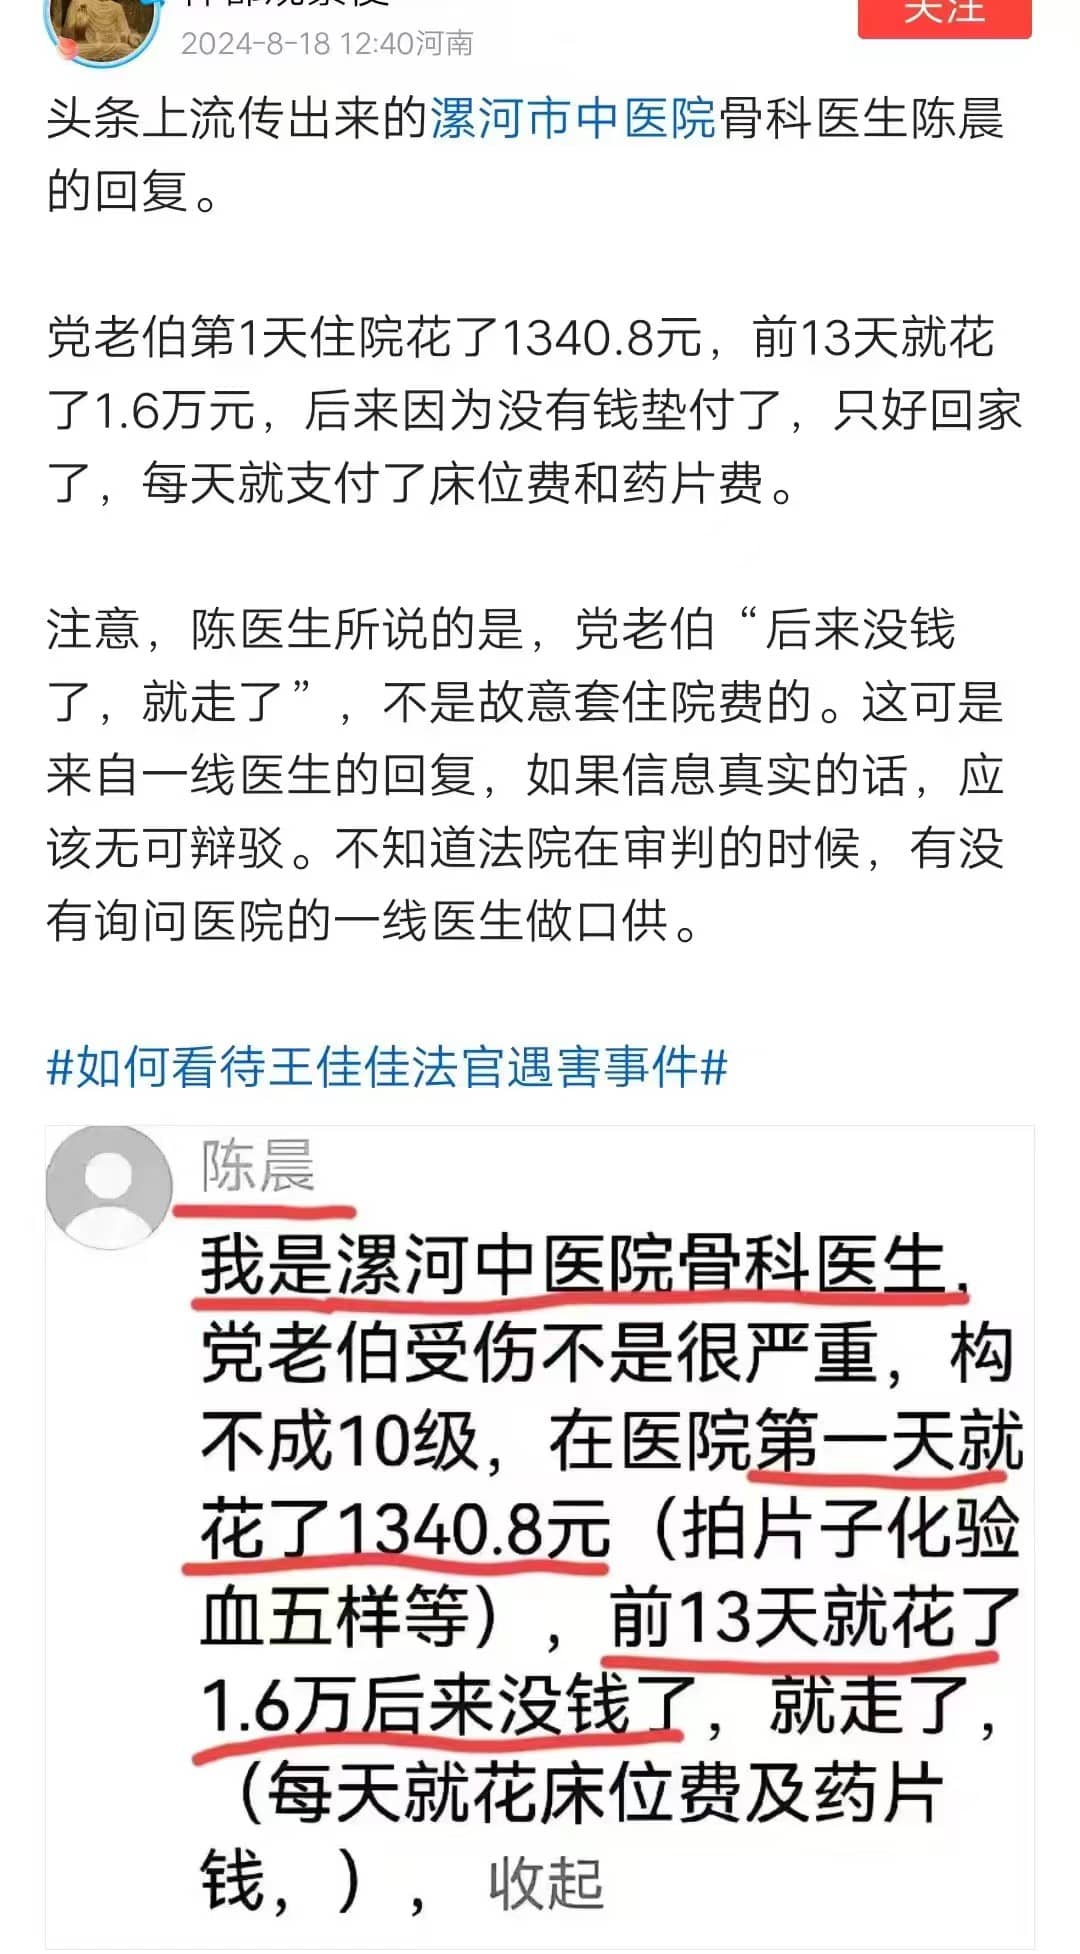 2024-8-18 12:40河南
关注
头条上流传出来的漯河市中医院骨科医生陈晨
的回复。
党老伯第1天住院花了1340.8元，前13天就花
了1.6万元，后来因为没有钱垫付了，只好回家
了，每天就支付了床位费和药片费。
注意，陈医生所说的是，党老伯“后来没钱
了，就走了”，不是故意套住院费的。这可是
来自一线医生的回复，如果信息真实的话，应
该无可辩驳。不知道法院在审判的时候，有没
有询问医院的一线医生做口供。
#如何看待王佳佳法官遇害事件#
陈晨
我是漯河中医院骨科医生，
党老伯受伤不是很严重，构
不成10级，在医院第一天就
花了1340.8元（拍片子化验
血五样等），前13天就花了
1.6万后来没钱了，就走了，
（每天就花床位费及药片
钱，），收起